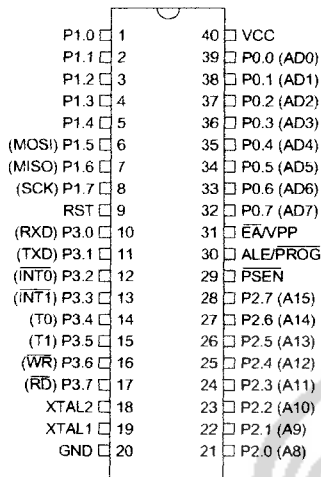 P1.0 1 40 VCC
P1.1 2 39 P0.0 (AD0)
P1.2 3 38 P0.1 (AD1)
P1.3 4 37 P0.2 (AD2)
P1.4 5 36 P0.3 (AD3)
(MOSI) P1.5 6 35 P0.4 (AD4)
(MISO) P1.6 7 34 P0.5 (AD5)
(SCK) P1.7 8 33 P0.6 (AD6)
RST 9 32 P0.7 (AD7)
(RXD) P3.0 10 31 E̅A̅/VPP
(TXD) P3.1 11 30 ALE/P̅R̅O̅G̅
(I̅N̅T̅0̅) P3.2 12 29 P̅S̅E̅N̅
(I̅N̅T̅1̅) P3.3 13 28 P2.7 (A15)
(T0) P3.4 14 27 P2.6 (A14)
(T1) P3.5 15 26 P2.5 (A13)
(W̅R̅) P3.6 16 25 P2.4 (A12)
(R̅D̅) P3.7 17 24 P2.3 (A11)
XTAL2 18 23 P2.2 (A10)
XTAL1 19 22 P2.1 (A9)
GND 20 21 P2.0 (A8)